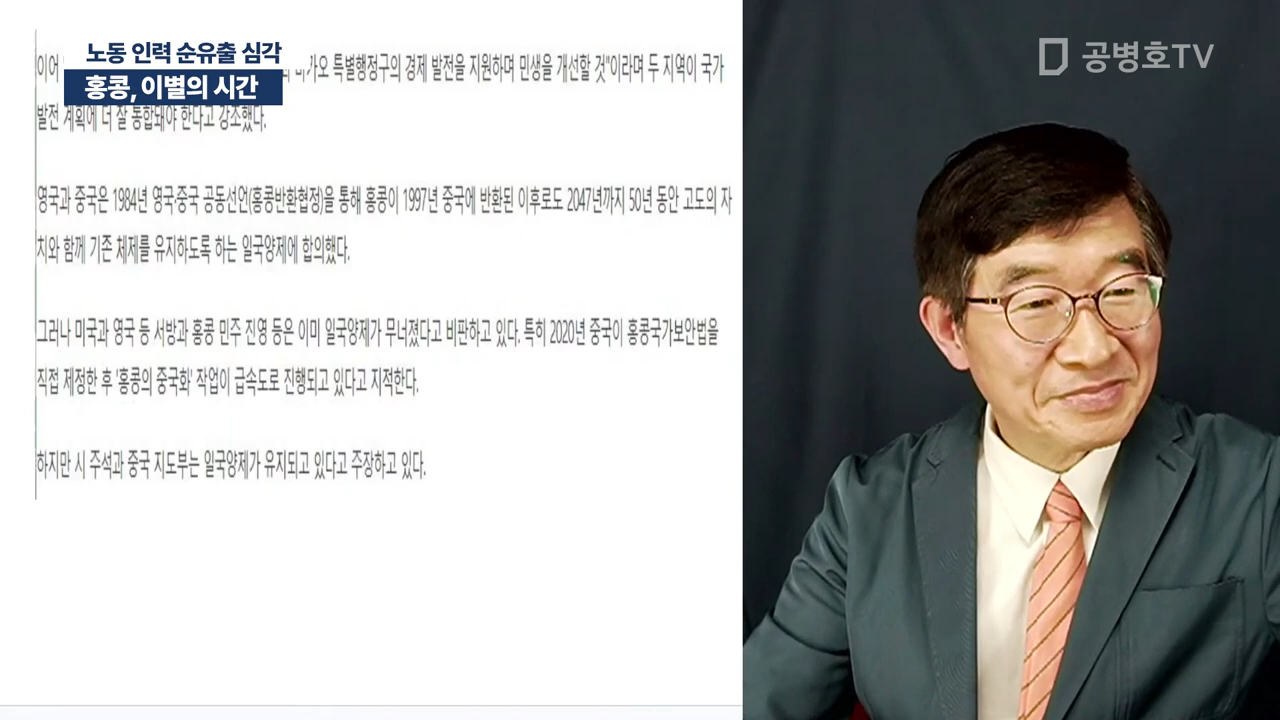 노동 인력 순유출 심각
홍콩, 이별의 시간
공병호TV
이어 마카오 특별행정구의 경제 발전을 지원하며 민생을 개선할 것"이라며 두 지역이 국가
발전 계획에 더 잘 통합돼야 한다고 강조했다.
영국과 중국은 1984년 영국·중국 공동선언(홍콩반환협정)을 통해 홍콩이 1997년 중국에 반환된 이후로도 2047년까지 50년 동안 고도의 자
치와 함께 기존 체제를 유지하도록 하는 일국양제에 합의했다.
그러나 미국과 영국 등 서방과 홍콩 민주 진영 등은 이미 일국양제가 무너졌다고 비판하고 있다. 특히 2020년 중국이 홍콩국가보안법을
직접 제정한 후 '홍콩의 중국화' 작업이 급속도로 진행되고 있다고 지적한다.
하지만 시 주석과 중국 지도부는 일국양제가 유지되고 있다고 주장하고 있다.